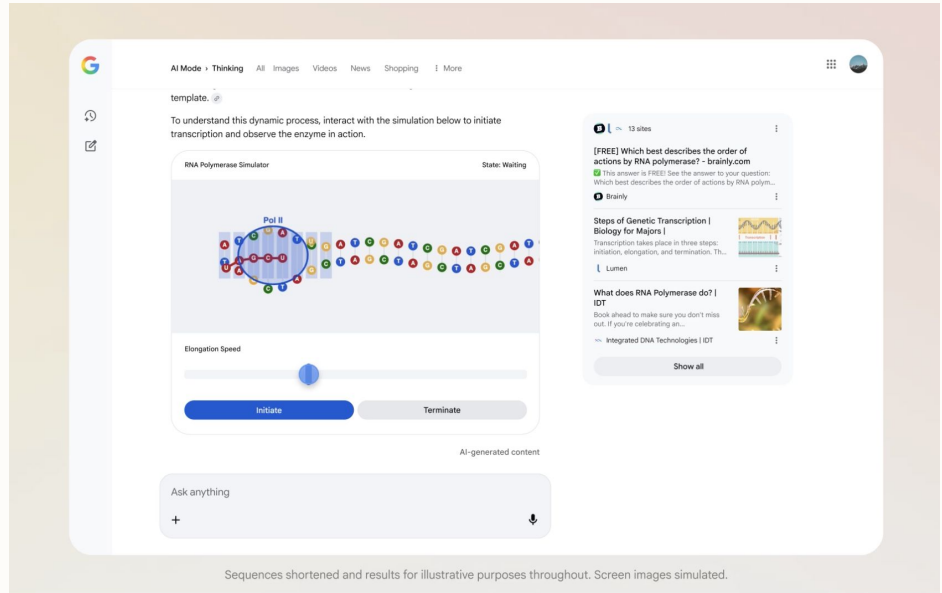 AI Mode › Thinking All Images Videos News Shopping ⋮ More
template.
To understand this dynamic process, interact with the simulation below to initiate
transcription and observe the enzyme in action.
RNA Polymerase Simulator State: Waiting
Pol II
Elongation Speed
Initiate Terminate
AI-generated content
Ask anything
13 sites
[FREE] Which best describes the order of
actions by RNA polymerase? - brainly.com
✅ This answer is FREE! See the answer to your question:
Which best describes the order of actions by RNA polym...
Brainly
Steps of Genetic Transcription |
Biology for Majors |
Transcription takes place in three steps:
initiation, elongation, and termination. Th...
Lumen
What does RNA Polymerase do? |
IDT
Book ahead to make sure you don't miss
out. If you're celebrating an...
Integrated DNA Technologies | IDT
Show all
Sequences shortened and results for illustrative purposes throughout. Screen images simulated.